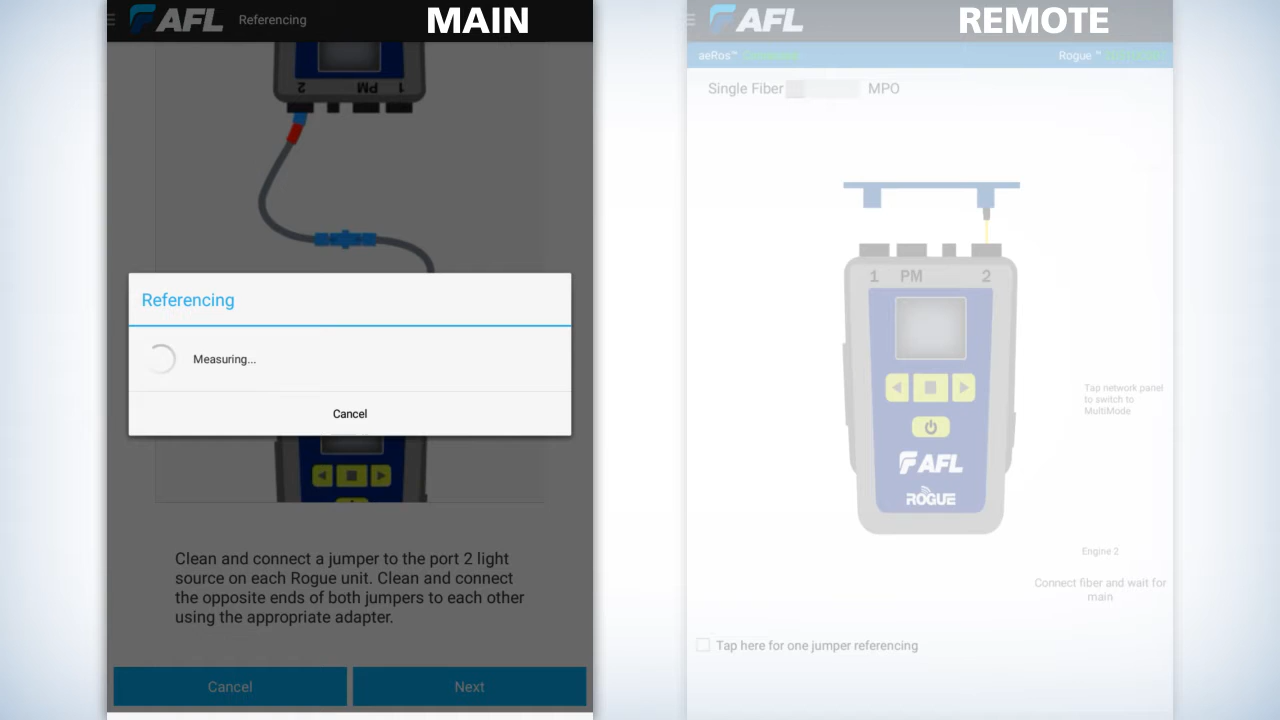 AFL
Referencing
MAIN
2
PM
1
Referencing
Measuring...
Cancel
Clean and connect a jumper to the port 2 light
source on each Rogue unit. Clean and connect
the opposite ends of both jumpers to each other
using the appropriate adapter.
Cancel
Next
AFL
REMOTE
aeRos™
Rogue ™
Single Fiber
MPO
1 PM 2
Tap network panel
to switch to
MultiMode
AFL
ROGUE
Engine 2
Connect fiber and wait for
main
Tap here for one jumper referencing